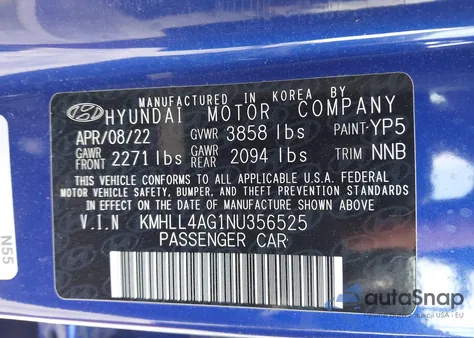 MANUFACTURED IN KOREA BY
HYUNDAI MOTOR COMPANY
APR/08/22 GVWR 3858 lbs PAINT-YP5
GAWR FRONT 2271 lbs GAWR REAR 2094 lbs TRIM NNB
THIS VEHICLE CONFORMS TO ALL APPLICABLE U.S.A. FEDERAL
MOTOR VEHICLE SAFETY, BUMPER, AND THEFT PREVENTION STANDARDS
IN EFFECT ON THE DATE OF MANUFACTURE SHOWN ABOVE
V.I.N KMHLL4AG1NU356525
PASSENGER CAR
N55
autoSnap
USA i EU